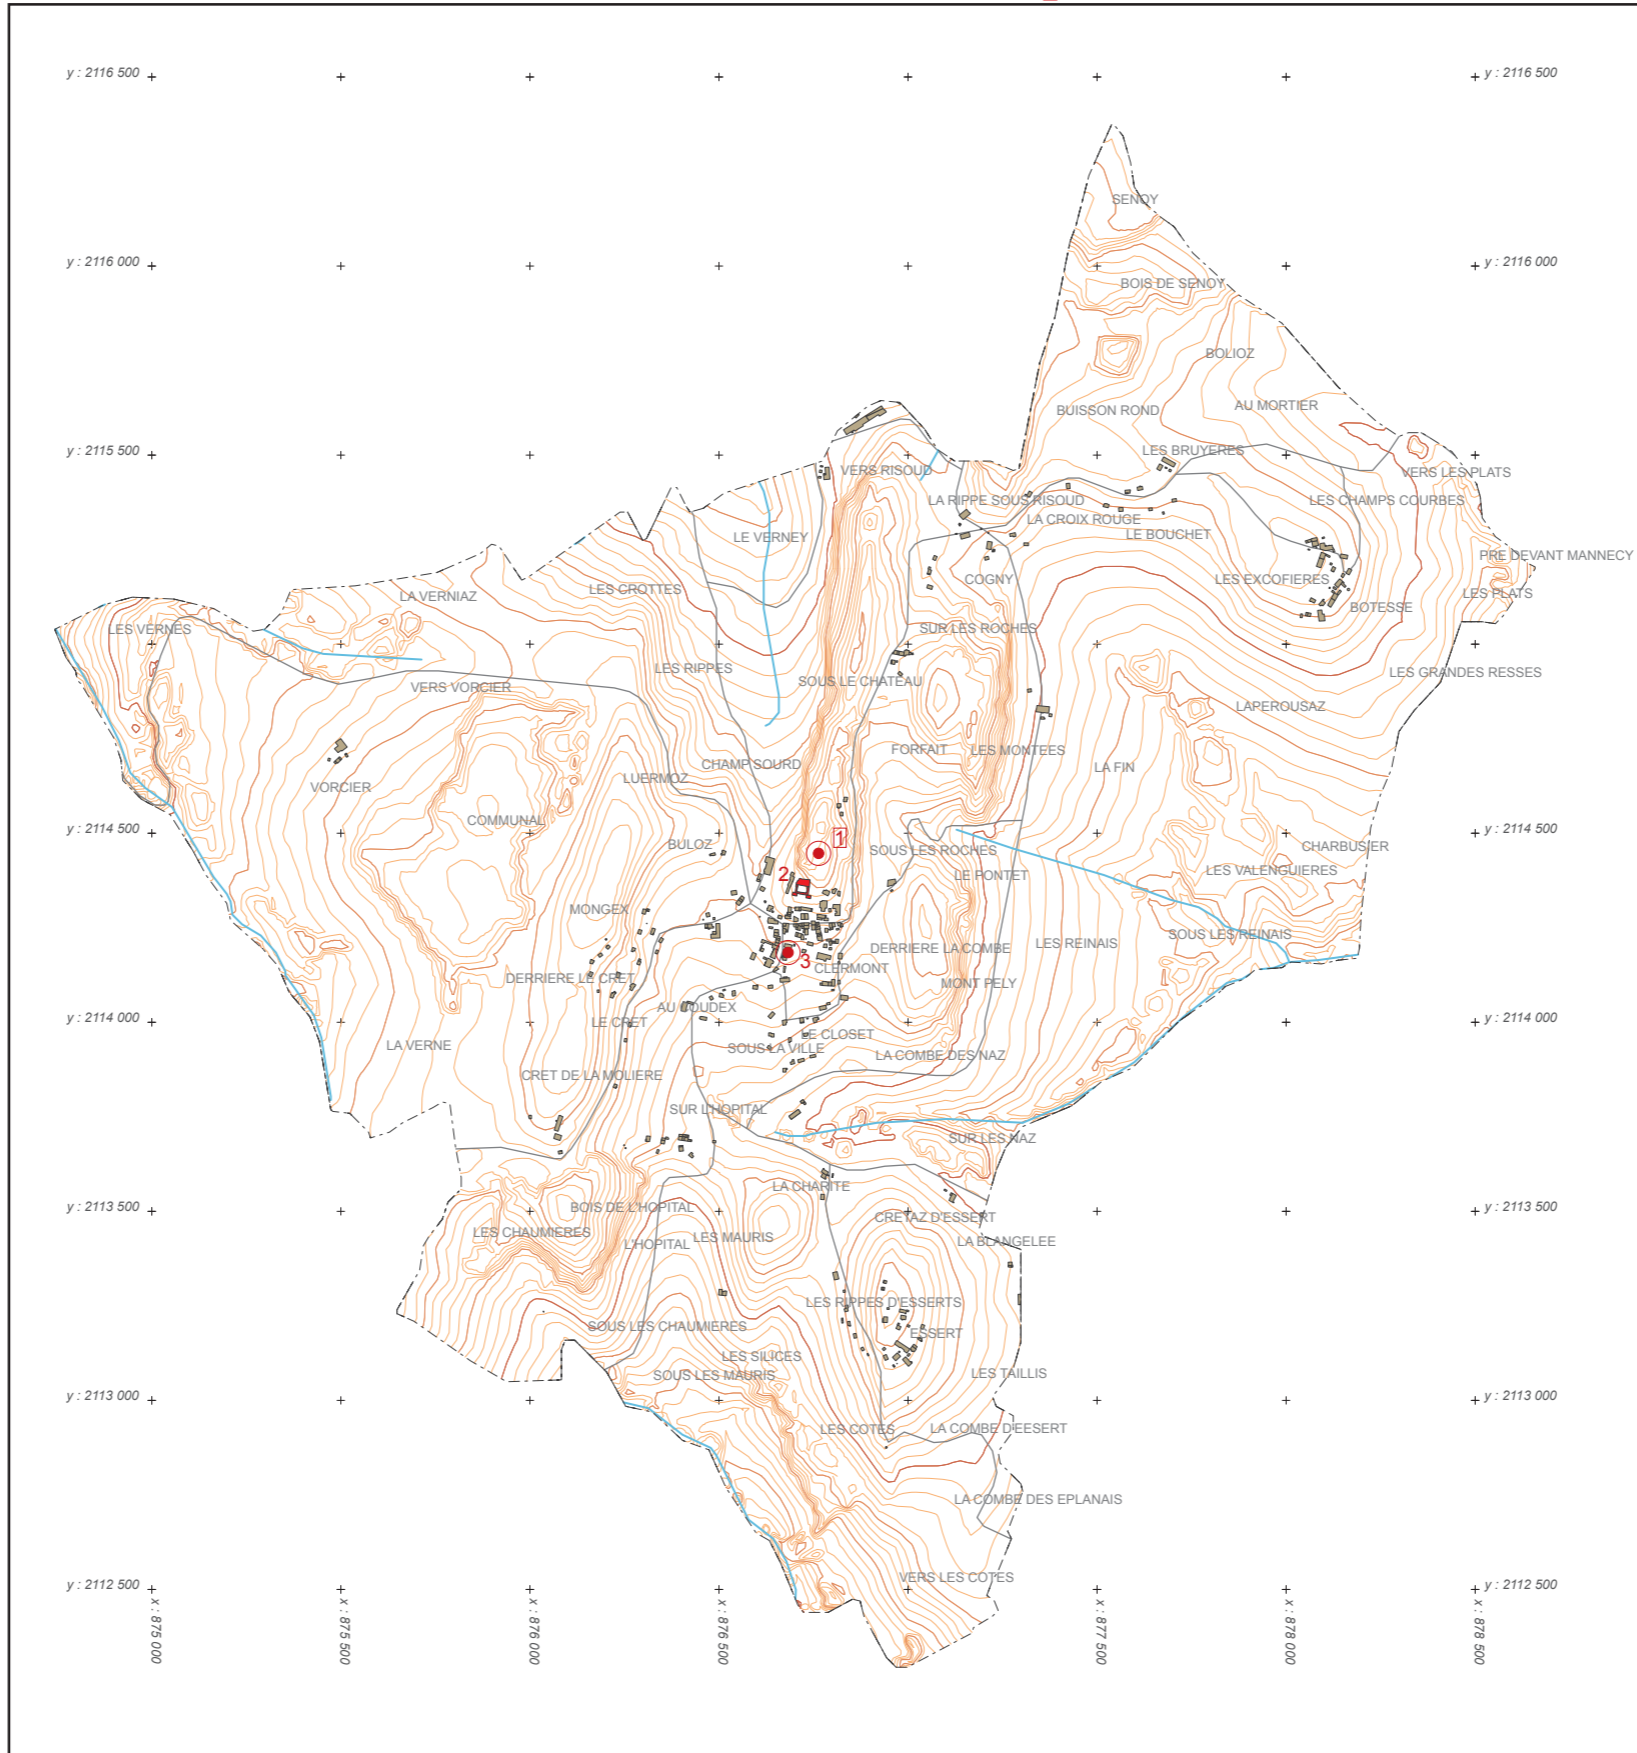 y : 2116 500
y : 2116 500
SENOY
y : 2116 000
y : 2116 000
BOIS DE SENOY
BOLIOZ
AU MORTIER
BUISSON ROND
y : 2115 500
y : 2115 500
LES BRUYERES
VERS RISOUD
VERS LES PLATS
LA RIPPE SOUS RISOUD
LES CHAMPS COURBES
LA CROIX ROUGE
LE VERNEY
LE BOUCHET
PRE DEVANT MANNECY
COGNY
LES EXCOFIERES
LES CROTTES
LES PLATS
LA VERNIAZ
BOTESSE
LES VERNES
SUR LES ROCHES
LES RIPPES
LES GRANDES RESSES
SOUS LE CHATEAU
VERS VORCIER
LAPEROUSAZ
FORFAIT
LES MONTEES
CHAMP SOURD
LA FIN
LUERMOZ
VORCIER
COMMUNAL
y : 2114 500
y : 2114 500
1
BULOZ
CHARBUSIER
SOUS LES ROCHES
LES VALENGUIERES
2
LE PONTET
MONGEX
SOUS LES REINAIS
LES REINAIS
DERRIERE LA COMBE
3
CLERMONT
DERRIERE LE CRET
MONT PELY
AU COUDEX
y : 2114 000
y : 2114 000
LE CRET
LE CLOSET
LA VERNE
SOUS LA VILLE
LA COMBE DES NAZ
CRET DE LA MOLIERE
SUR L'HOPITAL
SUR LES NAZ
LA CHARITE
y : 2113 500
y : 2113 500
BOIS DE L'HOPITAL
CRETAZ D'ESSERT
LES CHAUMIERES
LES MAURIS
L'HOPITAL
LA BLANGELEE
LES RIPPES D'ESSERTS
SOUS LES CHAUMIERES
ESSERT
LES SILICES
SOUS LES MAURIS
LES TAILLIS
y : 2113 000
y : 2113 000
LES COTES
LA COMBE D'EESERT
LA COMBE DES EPLANAIS
VERS LES COTES
y : 2112 500
y : 2112 500
x : 875 000
x : 875 500
x : 876 000
x : 876 500
x : 877 500
x : 878 000
x : 878 500